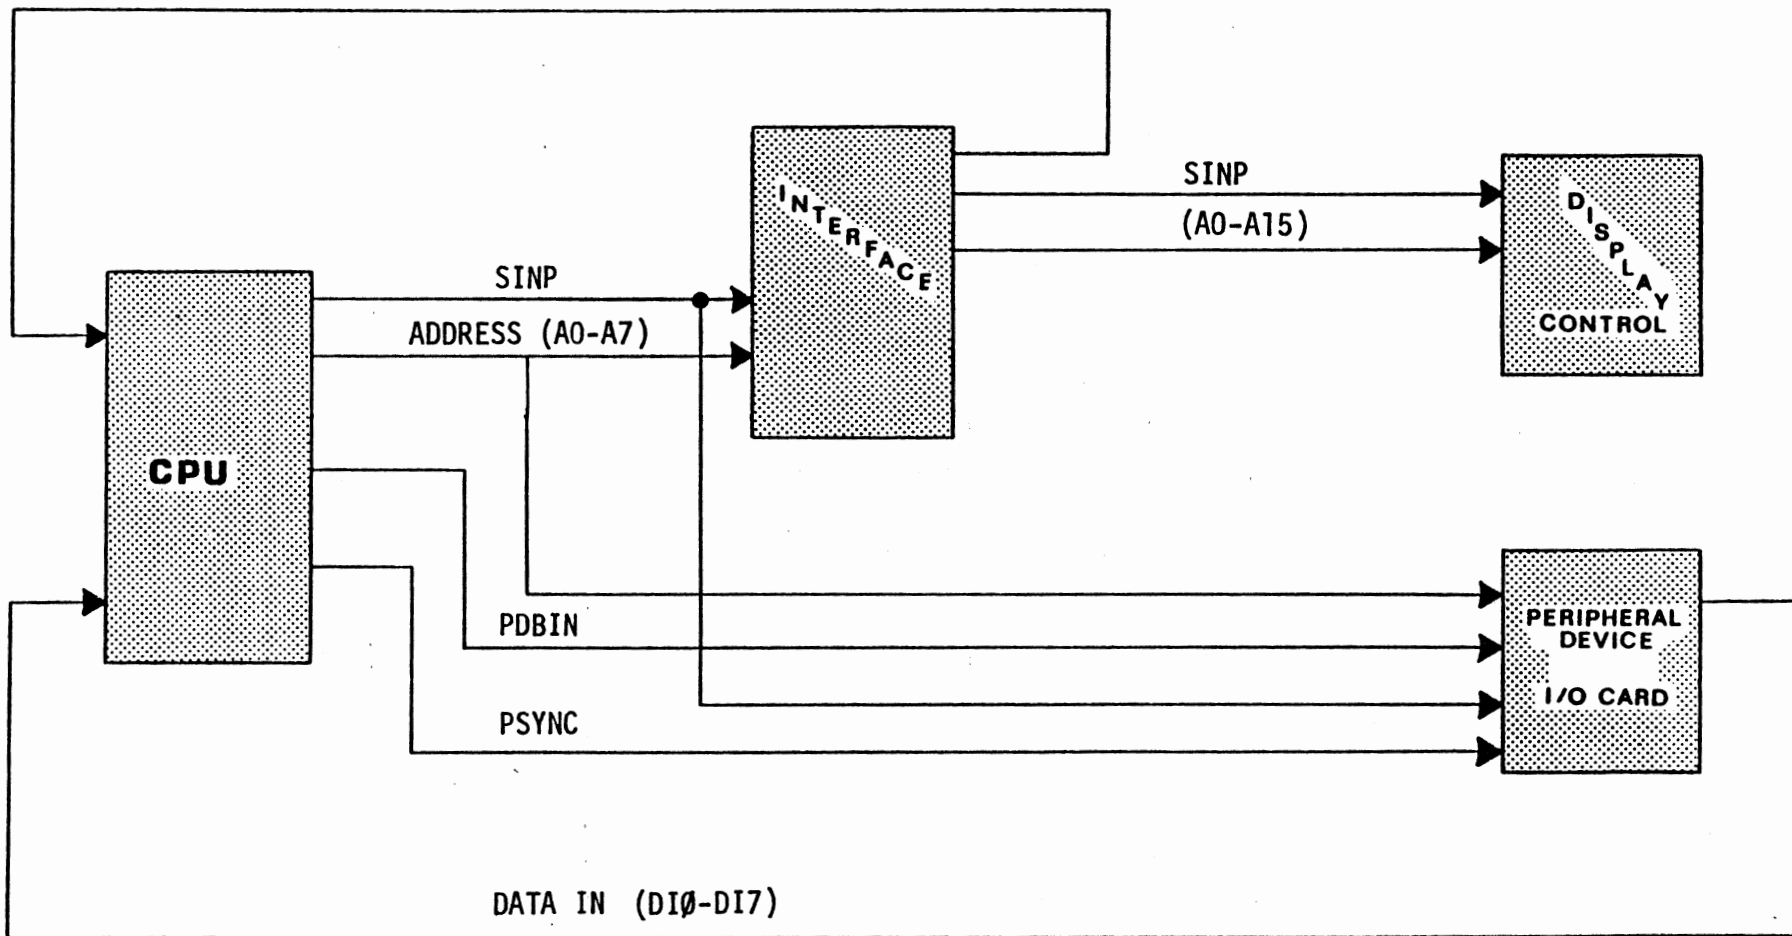 SINP
(A0-A15)
INTERFACE
DISPLAY
CONTROL
SINP
ADDRESS (A0-A7)
CPU
PERIPHERAL
DEVICE
I/O CARD
PDBIN
PSYNC
DATA IN (DIØ-DI7)